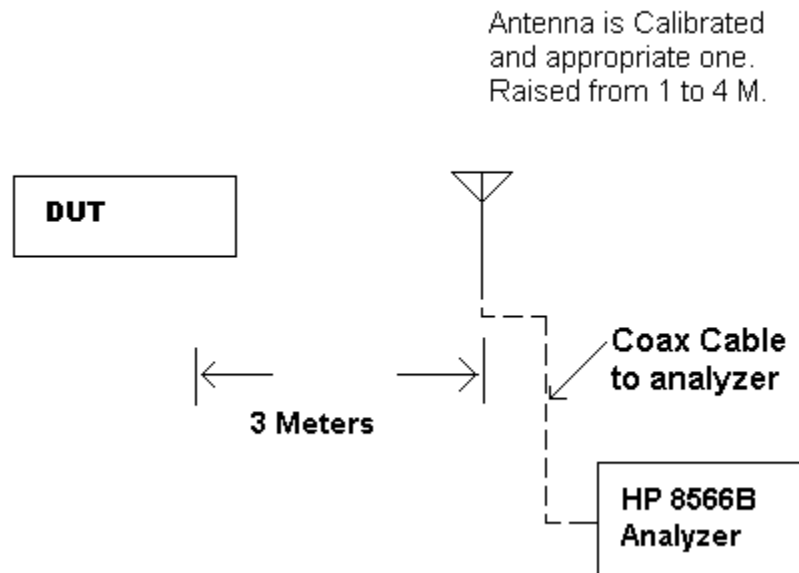 Antenna is Calibrated
and appropriate one.
Raised from 1 to 4 M.
DUT
Coax Cable
to analyzer
3 Meters
HP 8566B
Analyzer